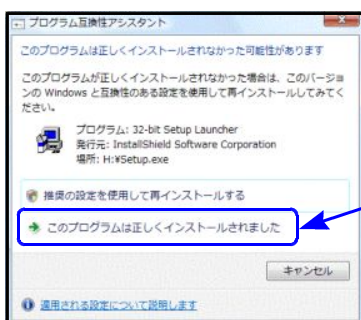 プログラム互換性アシスタント
このプログラムは正しくインストールされなかった可能性があります
このプログラムが正しくインストールされなかった場合は、このバージョ
ンの Windows と互換性のある設定を使用して再インストールしてみてく
ださい。
プログラム: 32-bit Setup Launcher
発行元: InstallShield Software Corporation
場所: H:¥Setup.exe
推奨の設定を使用して再インストールする
このプログラムは正しくインストールされました
キャンセル
適用される設定について説明します